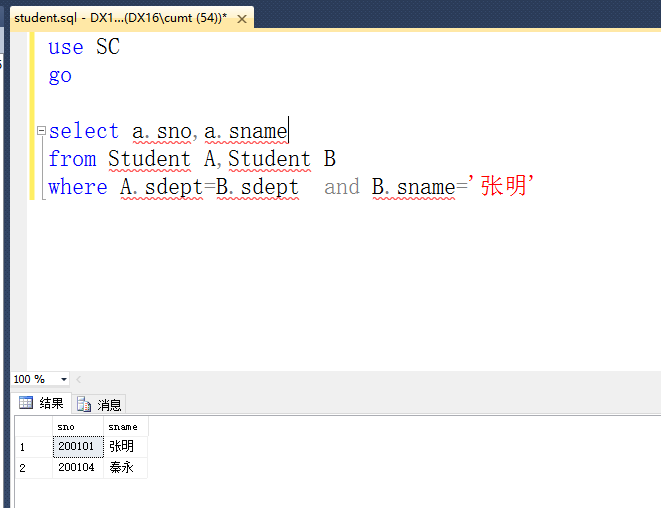 student.sql - DX1...(DX16\cumt (54))*
use SC
go
select a.sno,a.sname
from Student A,Student B
where A.sdept=B.sdept  and B.sname='张明'
100 %
结果 消息
sno sname
1 200101 张明
2 200104 秦永